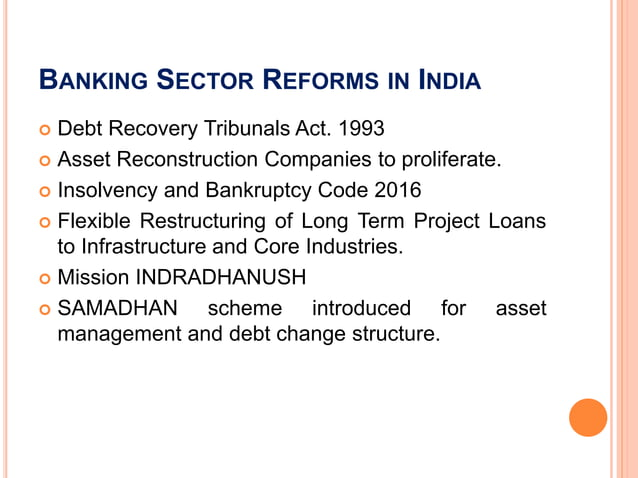 BANKING SECTOR REFORMS IN INDIA
Debt Recovery Tribunals Act. 1993
Asset Reconstruction Companies to proliferate.
Insolvency and Bankruptcy Code 2016
Flexible Restructuring of Long Term Project Loans
to Infrastructure and Core Industries.
Mission INDRADHANUSH
SAMADHAN scheme introduced for asset
management and debt change structure.